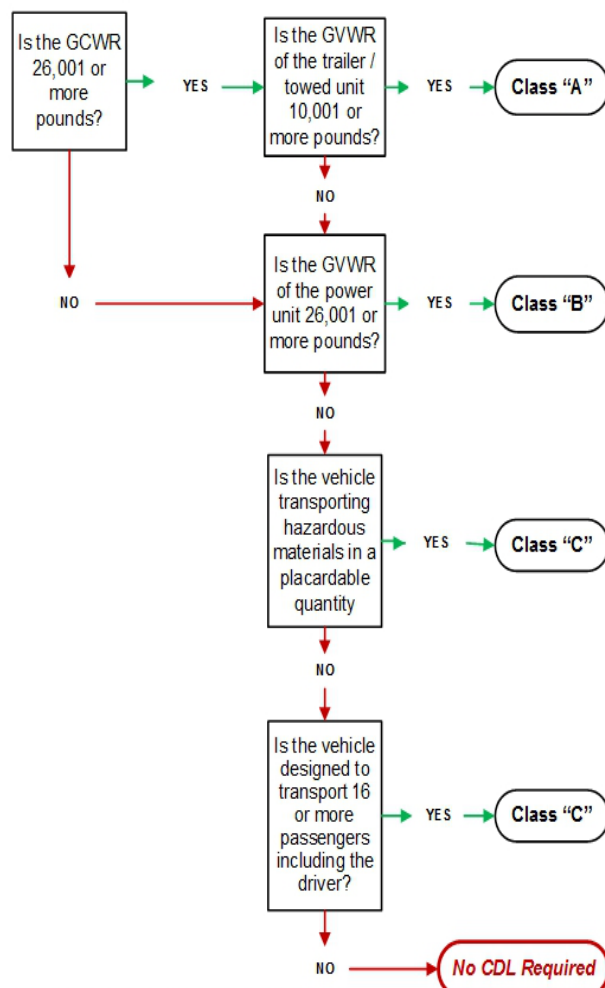 Is the GCWR
26,001 or
more
pounds?
YES
Is the GVWR
of the trailer /
towed unit
10,001 or
more pounds?
YES
Class “A”
NO
NO
Is the GVWR
of the power
unit 26,001 or
more pounds?
YES
Class “B”
NO
Is the vehicle
transporting
hazardous
materials in a
placardable
quantity
YES
Class “C”
NO
Is the vehicle
designed to
transport 16
or more
passengers
including the
driver?
YES
Class “C”
NO
No CDL Required